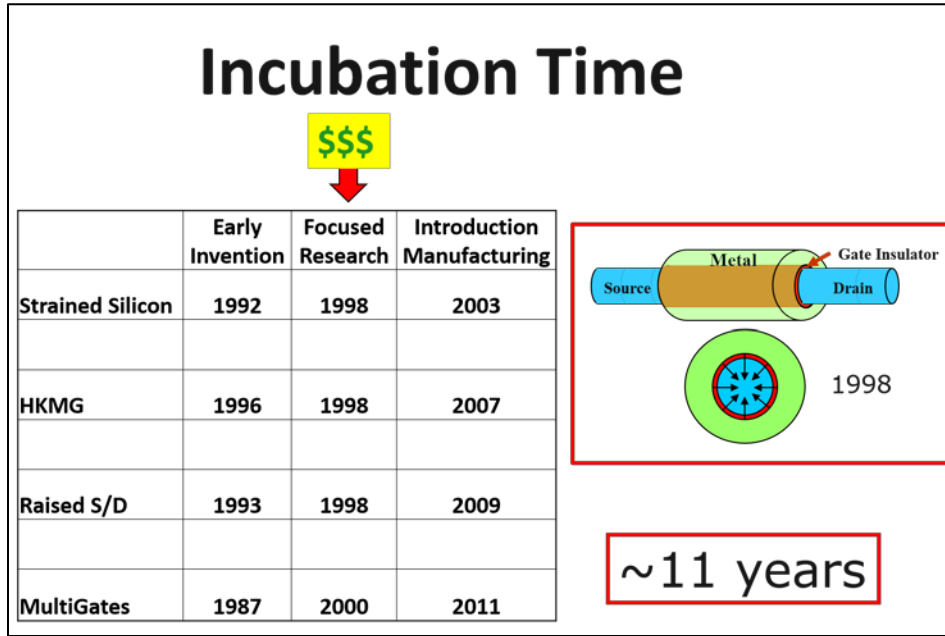 Incubation Time
$$$
Early Invention
Focused Research
Introduction Manufacturing
Strained Silicon 1992 1998 2003
HKMG 1996 1998 2007
Raised S/D 1993 1998 2009
MultiGates 1987 2000 2011
Metal
Gate Insulator
Source
Drain
1998
~11 years